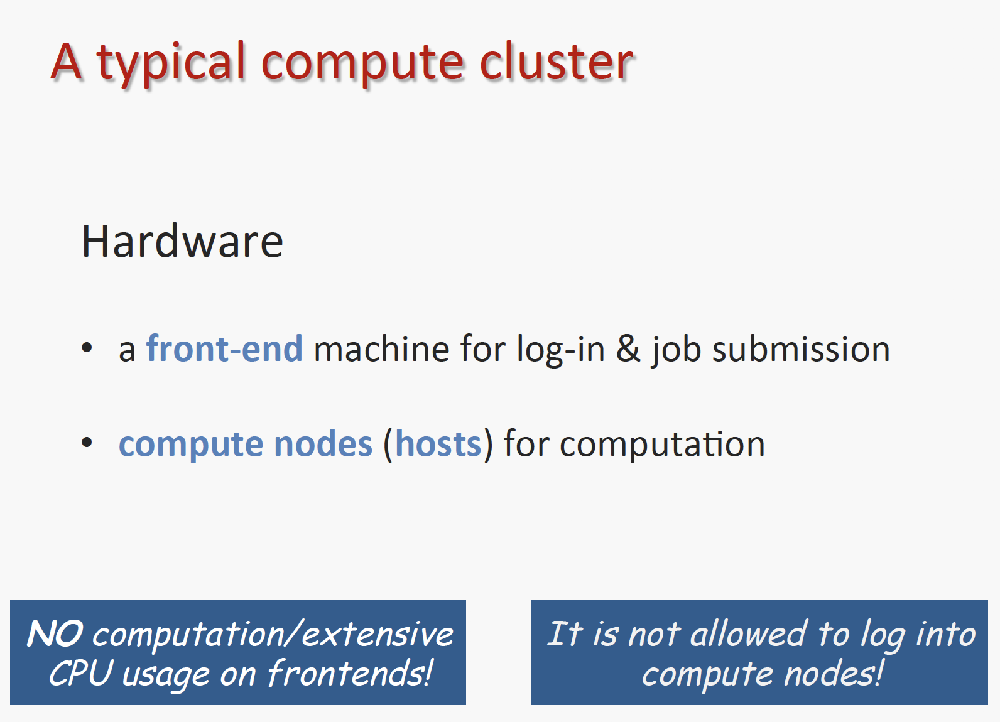 A typical compute cluster
Hardware
• a front-end machine for log-in & job submission
• compute nodes (hosts) for computation
NO computation/extensive
CPU usage on frontends!
It is not allowed to log into
compute nodes!